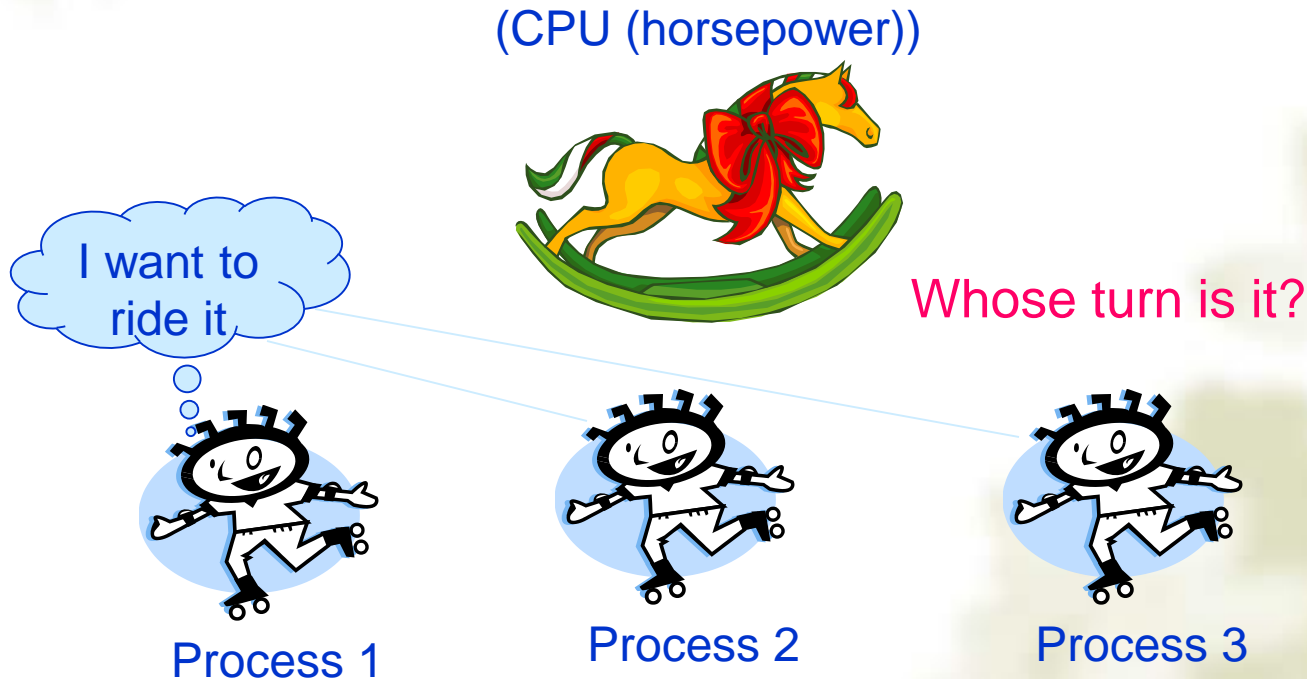 (CPU (horsepower))
I want to
ride it
Whose turn is it?
Process 1
Process 2
Process 3